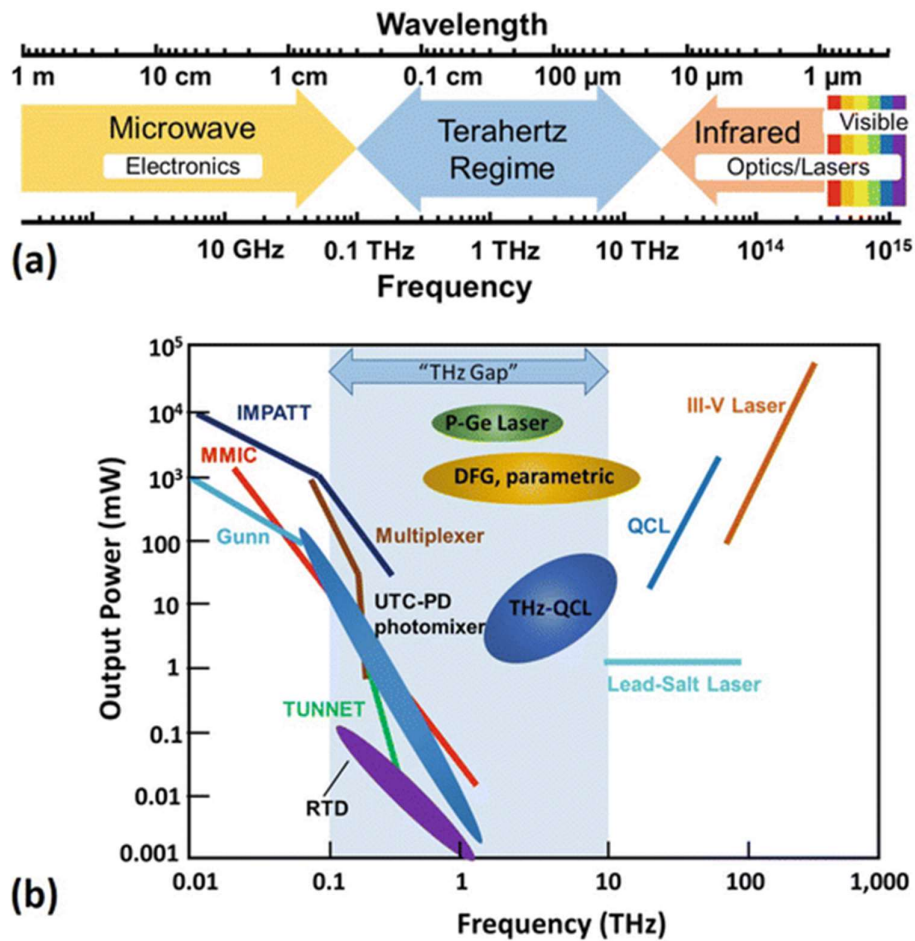 Wavelength
1 m 10 cm 1 cm 0.1 cm 100 µm 10 µm 1 µm
Microwave
Electronics
Terahertz
Regime
Infrared
Visible
Optics/Lasers
10 GHz 0.1 THz 1 THz 10 THz 10¹⁴ 10¹⁵
(a)
Frequency
Output Power (mW)
10⁵
10⁴
10³
100
10
1
0.1
0.01
0.001
"THz Gap"
IMPATT
P-Ge Laser
III-V Laser
MMIC
DFG, parametric
Gunn
Multiplexer
QCL
UTC-PD
photomixer
THz-QCL
Lead-Salt Laser
TUNNET
RTD
0.01 0.1 1 10 100 1,000
(b)
Frequency (THz)